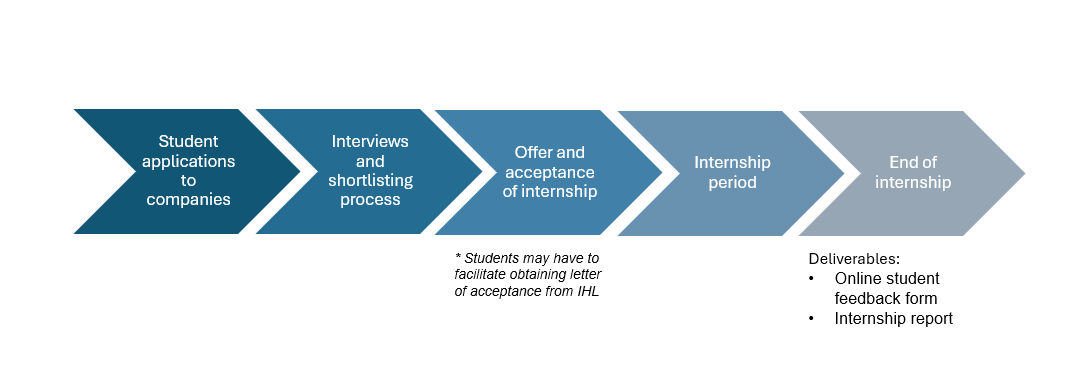 Student
applications
to
companies
Interviews
and
shortlisting
process
Offer and
acceptance
of internship
Internship
period
End of
internship
* Students may have to
facilitate obtaining letter
of acceptance from IHL
Deliverables:
• Online student
feedback form
• Internship report